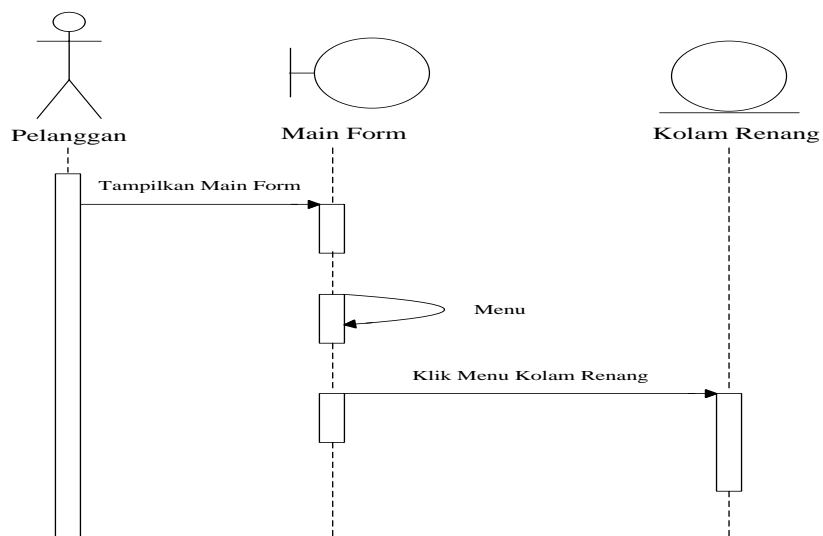 Pelanggan
Main Form
Kolam Renang
Tampilkan Main Form
Menu
Klik Menu Kolam Renang